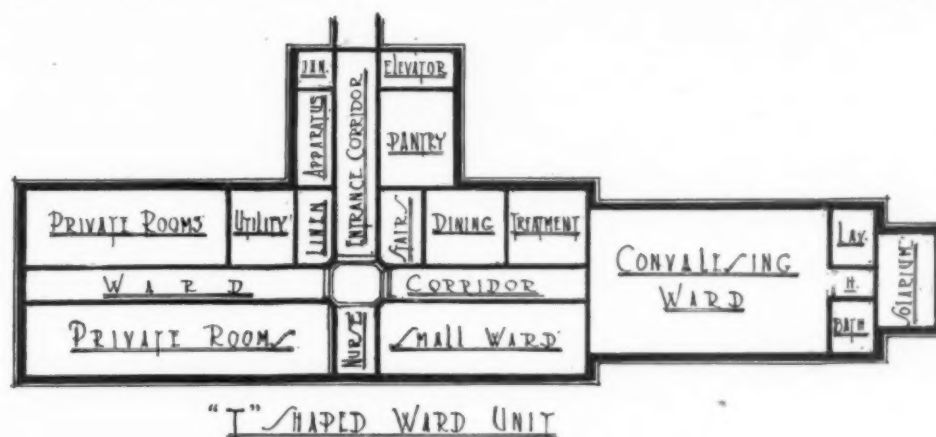 JAN.
ELEVATOR
APPARATUS
ENTRANCE CORRIDOR
PANTRY
PRIVATE ROOMS
UTILITY
LINEN
STAIRS
DINING
TREATMENT
CONVALESING
WARD
LAV.
H.
BATH
SOLARIUM
WARD
CORRIDOR
PRIVATE ROOMS
NURSE
SMALL WARD
"T" SHAPED WARD UNIT